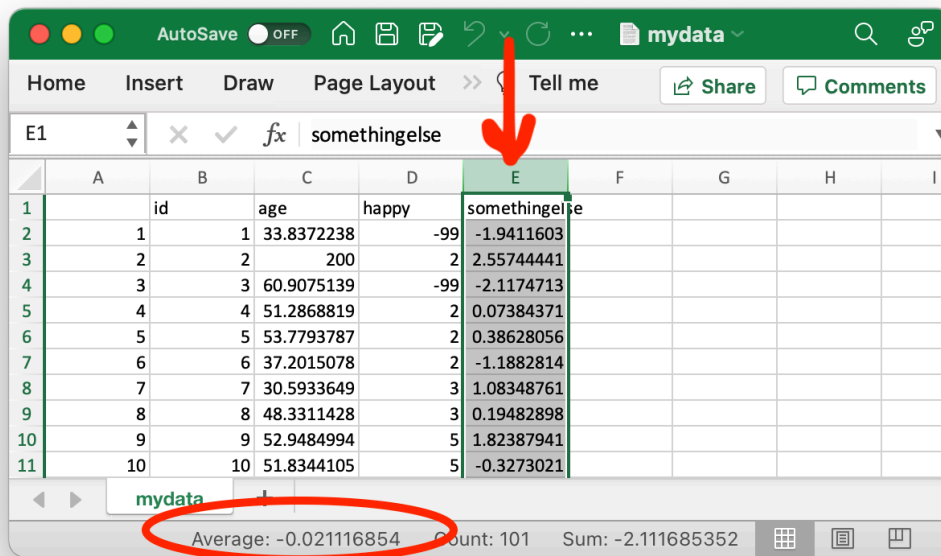 AutoSave OFF mydata
Home Insert Draw Page Layout Tell me Share Comments
E1 fx somethingelse
A B C D E F G H I
1 id age happy somethingelse
2 1 1 33.8372238 -99 -1.9411603
3 2 2 200 2 2.55744441
4 3 3 60.9075139 -99 -2.1174713
5 4 4 51.2868819 2 0.07384371
6 5 5 53.7793787 2 0.38628056
7 6 6 37.2015078 2 -1.1882814
8 7 7 30.5933649 3 1.08348761
9 8 8 48.3311428 3 0.19482898
10 9 9 52.9484994 5 1.82387941
11 10 10 51.8344105 5 -0.3273021
mydata +
Average: -0.021116854 Count: 101 Sum: -2.111685352